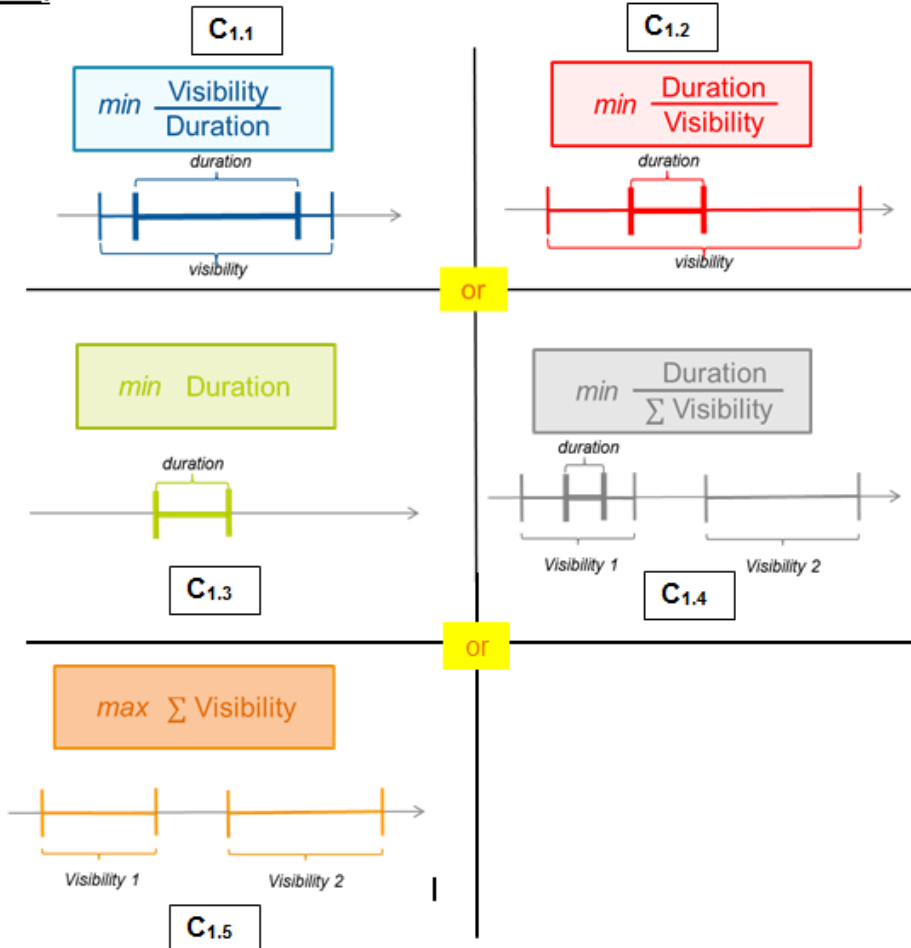 C1.1
min Visibility
Duration
duration
visibility
C1.2
min Duration
Visibility
duration
visibility
or
min Duration
duration
C1.3
min Duration
∑ Visibility
duration
Visibility 1
Visibility 2
C1.4
or
max ∑ Visibility
Visibility 1
Visibility 2
C1.5